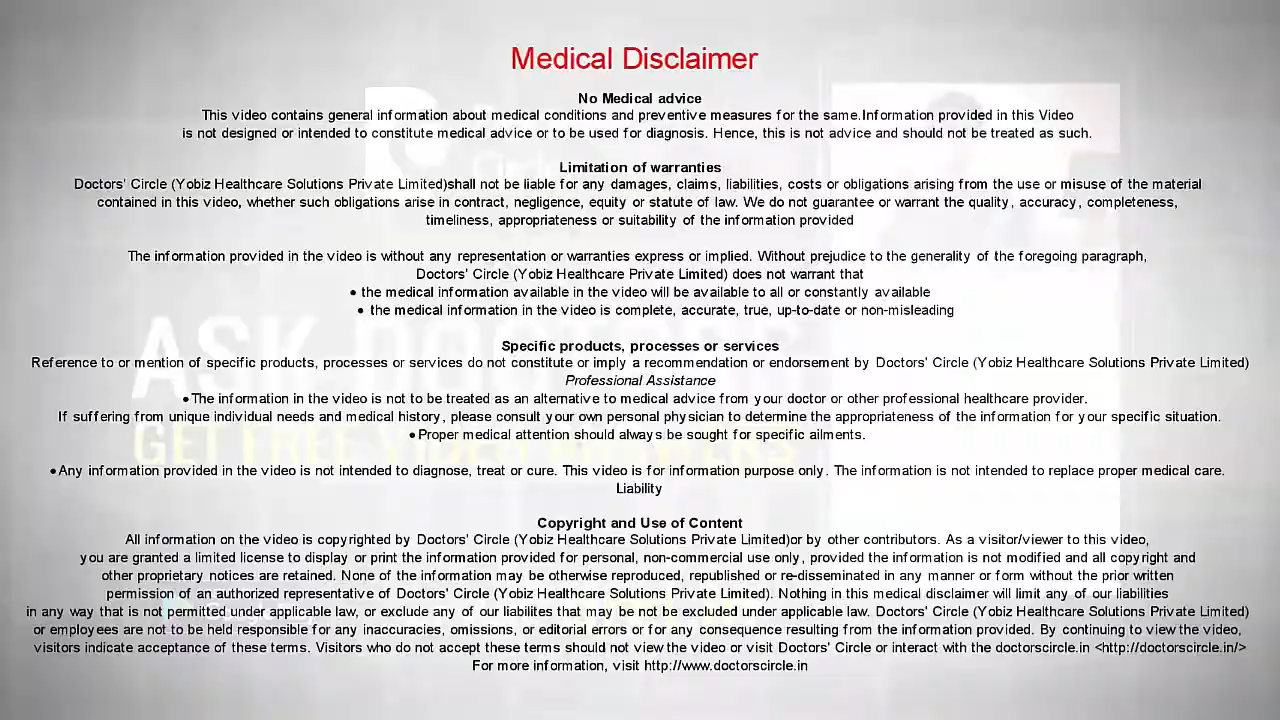 Medical Disclaimer
No Medical advice
This video contains general information about medical conditions and preventive measures for the same.Information provided in this Video
is not designed or intended to constitute medical advice or to be used for diagnosis. Hence, this is not advice and should not be treated as such.
Limitation of warranties
Doctors' Circle (Yobiz Healthcare Solutions Private Limited)shall not be liable for any damages, claims, liabilities, costs or obligations arising from the use or misuse of the material
contained in this video, whether such obligations arise in contract, negligence, equity or statute of law. We do not guarantee or warrant the quality, accuracy, completeness,
timeliness, appropriateness or suitability of the information provided
The information provided in the video is without any representation or warranties express or implied. Without prejudice to the generality of the foregoing paragraph,
Doctors' Circle (Yobiz Healthcare Private Limited) does not warrant that
• the medical information available in the video will be available to all or constantly available
• the medical information in the video is complete, accurate, true, up-to-date or non-misleading
ASK DOCTORS
Specific products, processes or services
Reference to or mention of specific products, processes or services do not constitute or imply a recommendation or endorsement by Doctors' Circle (Yobiz Healthcare Solutions Private Limited)
Professional Assistance
•The information in the video is not to be treated as an alternative to medical advice from your doctor or other professional healthcare provider.
If suffering from unique individual needs and medical history, please consult your own personal physician to determine the appropriateness of the information for your specific situation.
•Proper medical attention should always be sought for specific ailments.
GET FREE VIDEO ANSWERS
•Any information provided in the video is not intended to diagnose, treat or cure. This video is for information purpose only. The information is not intended to replace proper medical care.
Liability
Copyright and Use of Content
All information on the video is copyrighted by Doctors' Circle (Yobiz Healthcare Solutions Private Limited)or by other contributors. As a visitor/viewer to this video,
you are granted a limited license to display or print the information provided for personal, non-commercial use only, provided the information is not modified and all copyright and
other proprietary notices are retained. None of the information may be otherwise reproduced, republished or re-disseminated in any manner or form without the prior written
permission of an authorized representative of Doctors' Circle (Yobiz Healthcare Solutions Private Limited). Nothing in this medical disclaimer will limit any of our liabilities
in any way that is not permitted under applicable law, or exclude any of our liabilites that may be not be excluded under applicable law. Doctors' Circle (Yobiz Healthcare Solutions Private Limited)
or employees are not to be held responsible for any inaccuracies, omissions, or editorial errors or for any consequence resulting from the information provided. By continuing to view the video,
visitors indicate acceptance of these terms. Visitors who do not accept these terms should not view the video or visit Doctors' Circle or interact with the doctorscircle.in <http://doctorscircle.in/>
For more information, visit http://www.doctorscircle.in